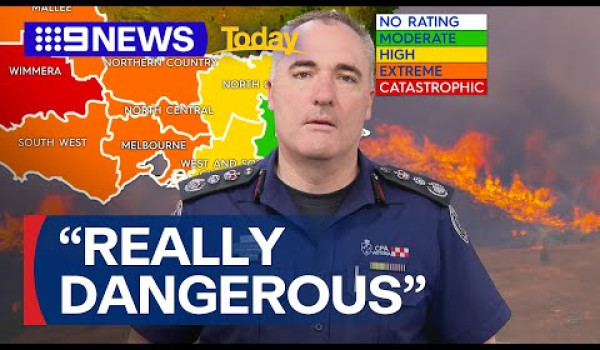 MALLEE
9NEWS
Today
NO RATING
MODERATE
HIGH
EXTREME
CATASTROPHIC
WIMMERA
NORTHERN COUNTRY
NORTH
NORTH CENTRAL
SOUTH WEST
MELBOURNE
WEST AND SO
CFA
“REALLY
DANGEROUS”